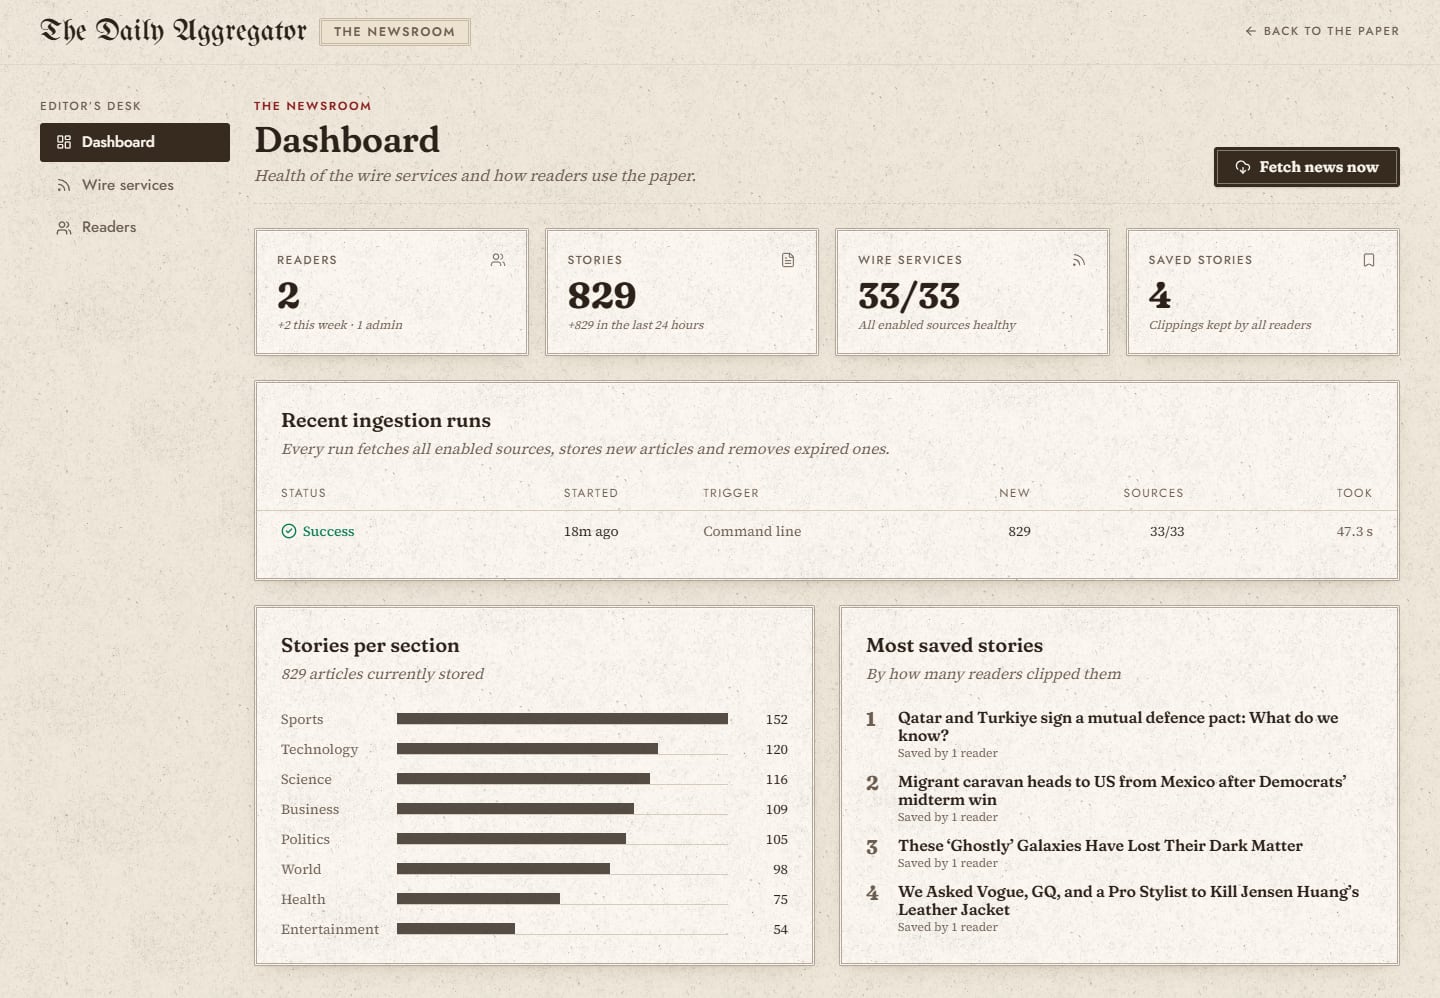 The Daily Aggregator
THE NEWSROOM
← BACK TO THE PAPER
EDITOR'S DESK
Dashboard
Wire services
Readers
THE NEWSROOM
Dashboard
Health of the wire services and how readers use the paper.
Fetch news now
READERS
2
+2 this week · 1 admin
STORIES
829
+829 in the last 24 hours
WIRE SERVICES
33/33
All enabled sources healthy
SAVED STORIES
4
Clippings kept by all readers
Recent ingestion runs
Every run fetches all enabled sources, stores new articles and removes expired ones.
STATUS STARTED TRIGGER NEW SOURCES TOOK
Success 18m ago Command line 829 33/33 47.3 s
Stories per section
829 articles currently stored
Sports 152
Technology 120
Science 116
Business 109
Politics 105
World 98
Health 75
Entertainment 54
Most saved stories
By how many readers clipped them
1 Qatar and Turkiye sign a mutual defence pact: What do we
know?
Saved by 1 reader
2 Migrant caravan heads to US from Mexico after Democrats’
midterm win
Saved by 1 reader
3 These ‘Ghostly’ Galaxies Have Lost Their Dark Matter
Saved by 1 reader
4 We Asked Vogue, GQ, and a Pro Stylist to Kill Jensen Huang’s
Leather Jacket
Saved by 1 reader